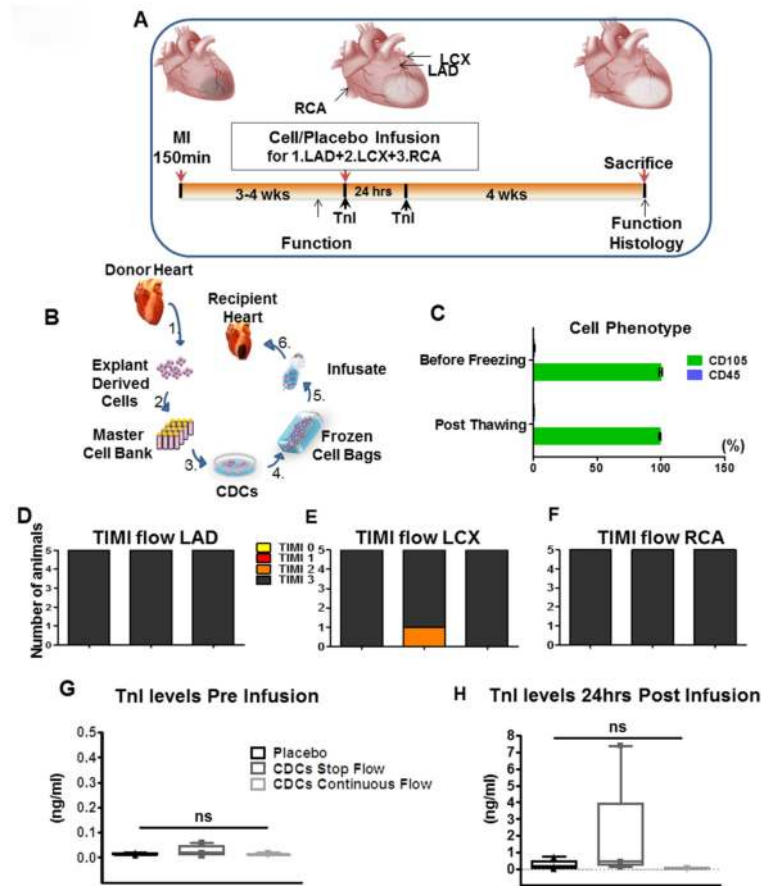 A
LCX
LAD
RCA
MI
150min
Cell/Placebo Infusion
for 1.LAD+2.LCX+3.RCA
Sacrifice
3-4 wks
24 hrs
4 wks
TnI
TnI
Function
Function
Histology
B
Donor Heart
Recipient
Heart
1.
6.
Explant
Derived
Cells
Infusate
2.
5.
Master
Cell Bank
Frozen
Cell Bags
3.
4.
CDCs
C
Cell Phenotype
Before Freezing
Post Thawing
CD105
CD45
0
50
100
150
(%)
D
TIMI flow LAD
Number of animals
5
4
3
2
1
0
TIMI 0
TIMI 1
TIMI 2
TIMI 3
E
TIMI flow LCX
5
4
3
2
1
0
F
TIMI flow RCA
5
4
3
2
1
0
G
TnI levels Pre Infusion
(ng/ml)
0.5
0.4
0.3
0.2
0.1
0.0
Placebo
CDCs Stop Flow
CDCs Continuous Flow
ns
H
TnI levels 24hrs Post Infusion
(ng/ml)
8
7
6
5
4
3
2
1
0
ns